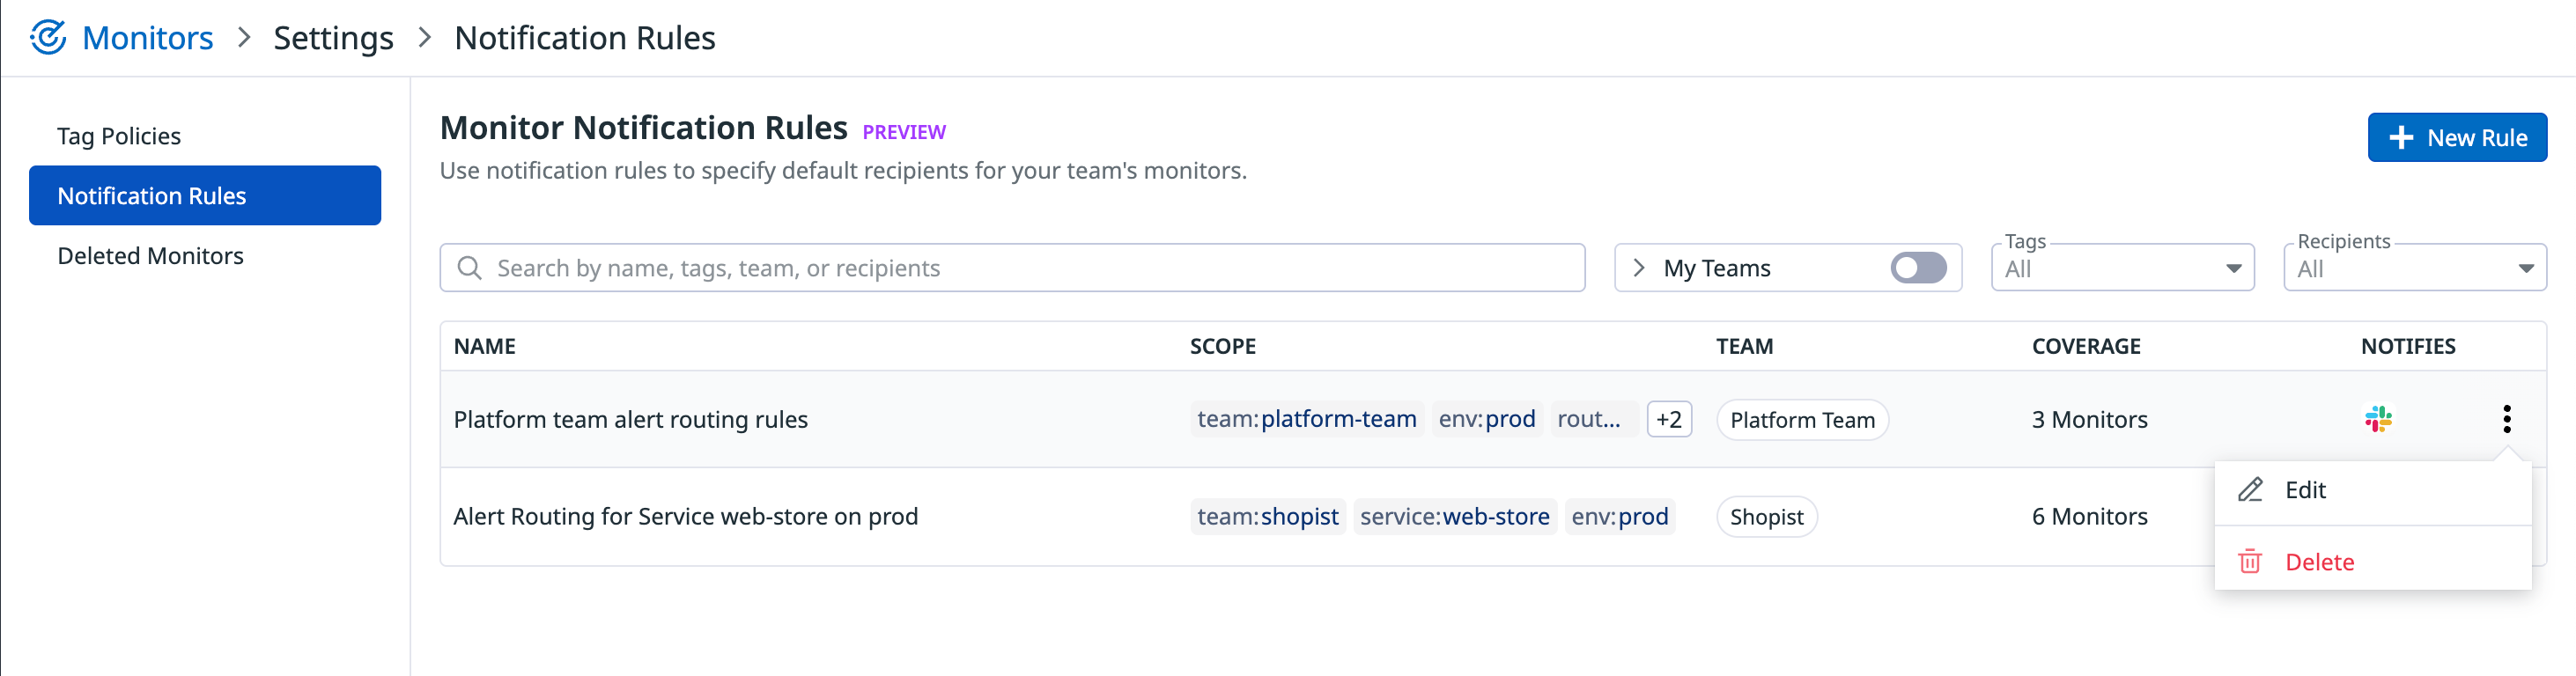 Monitors > Settings > Notification Rules
Tag Policies
Notification Rules
Deleted Monitors
Monitor Notification Rules PREVIEW
Use notification rules to specify default recipients for your team's monitors.
+ New Rule
Search by name, tags, team, or recipients
My Teams
Tags
All
Recipients
All
NAME SCOPE TEAM COVERAGE NOTIFIES
Platform team alert routing rules team:platform-team env:prod rout... +2 Platform Team 3 Monitors
Alert Routing for Service web-store on prod team:shopist service:web-store env:prod Shopist 6 Monitors
Edit
Delete